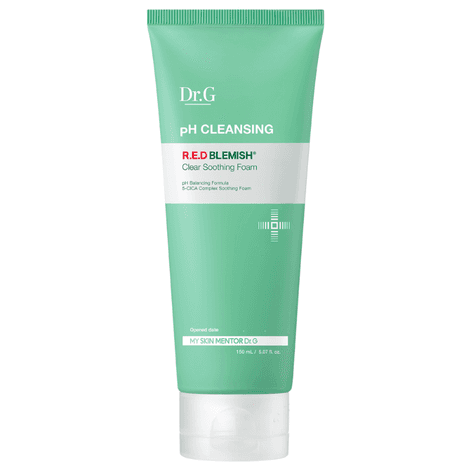 Dr.G
pH CLEANSING
R.E.D BLEMISH®
Clear Soothing Foam
pH Balancing Formula
5-CICA Complex Soothing Foam
MY SKIN MENTOR Dr.G
150 mL / 5.07 fl. oz.